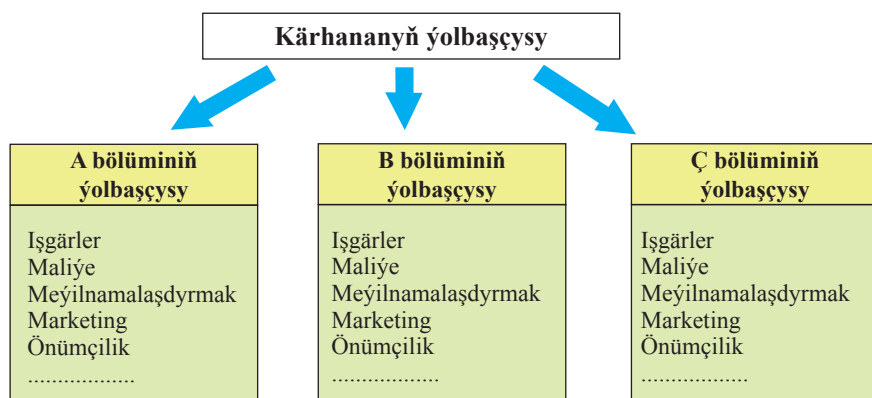 Kärhananyň ýolbaşçysy
A bölüminiň
ýolbaşçysy
Işgärler
Maliýe
Meýilnamalaşdyrmak
Marketing
Önümçilik
..................
B bölüminiň
ýolbaşçysy
Işgärler
Maliýe
Meýilnamalaşdyrmak
Marketing
Önümçilik
..................
Ç bölüminiň
ýolbaşçysy
Işgärler
Maliýe
Meýilnamalaşdyrmak
Marketing
Önümçilik
..................